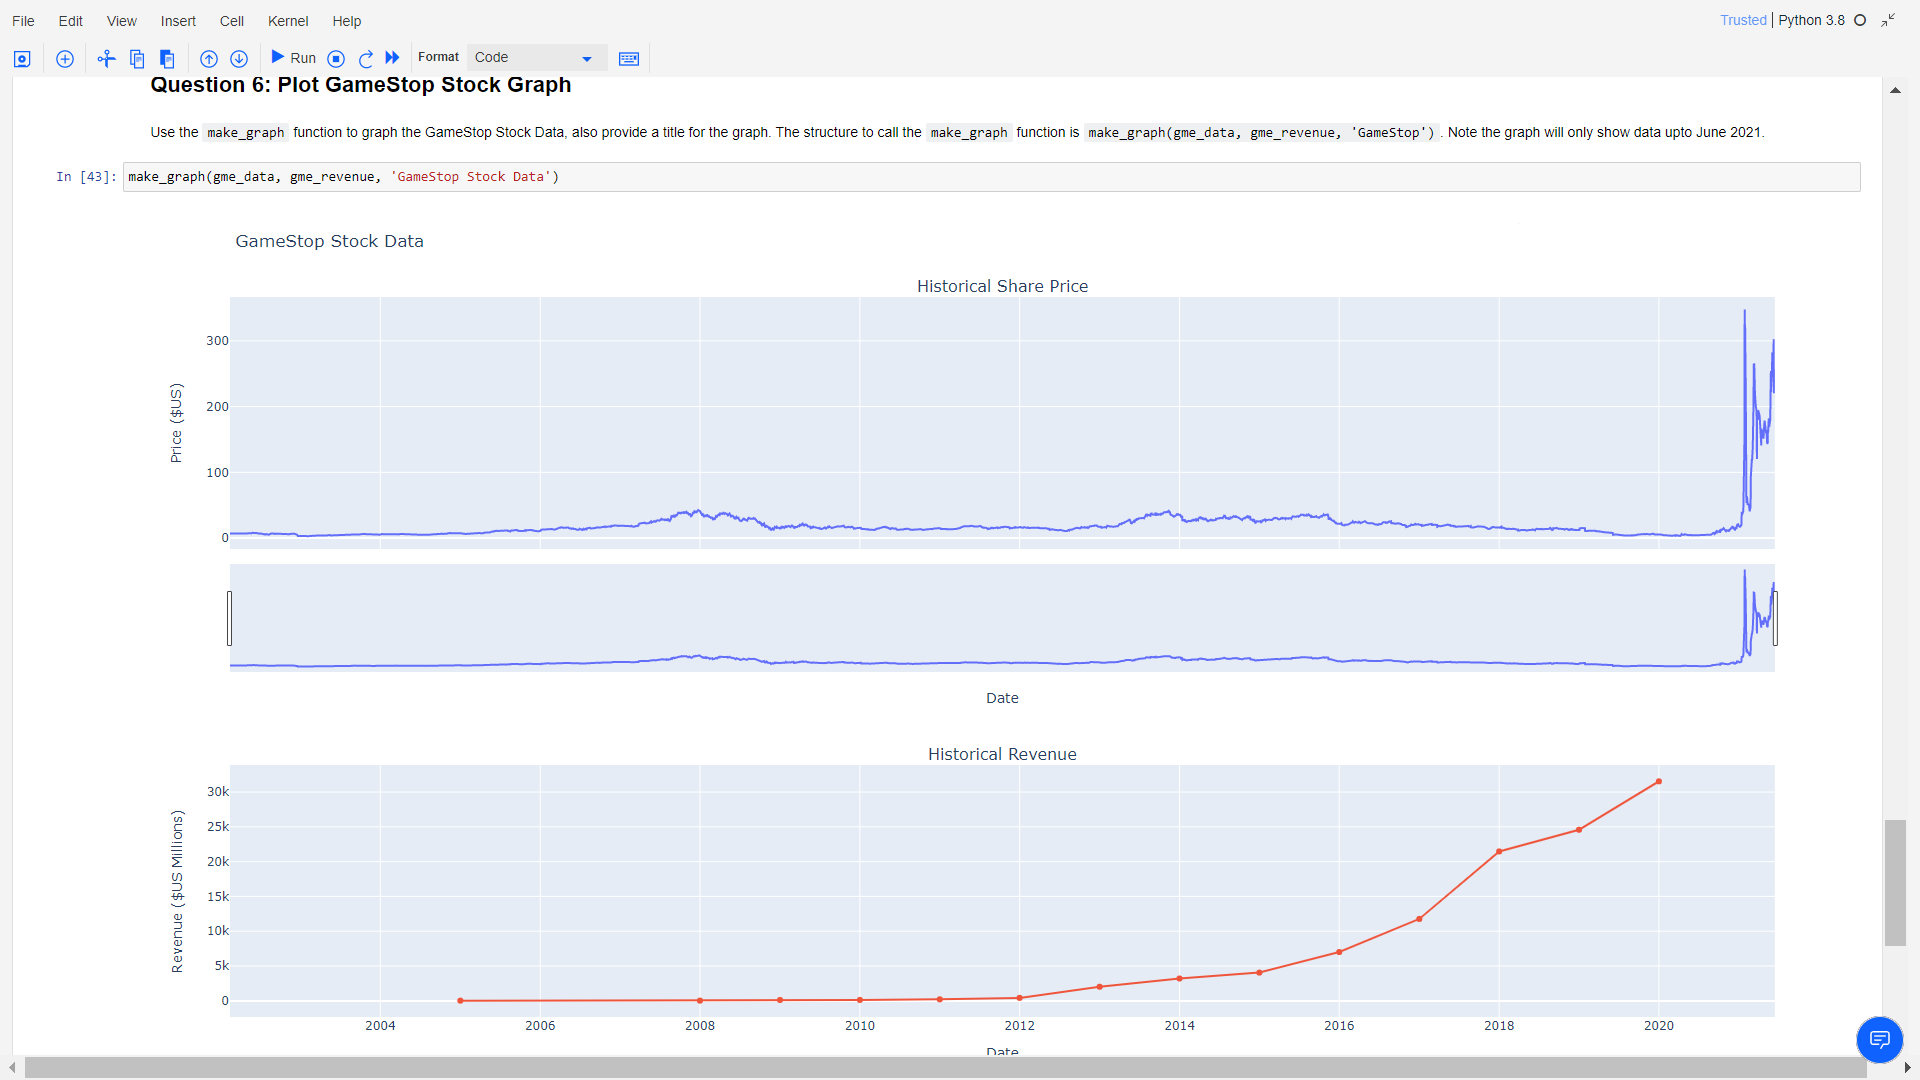 File Edit View Insert Cell Kernel Help
Trusted | Python 3.8
Run Format Code
Question 6: Plot GameStop Stock Graph
Use the make_graph function to graph the GameStop Stock Data, also provide a title for the graph. The structure to call the make_graph function is make_graph(gme_data, gme_revenue, 'GameStop') . Note the graph will only show data upto June 2021.
In [43]: make_graph(gme_data, gme_revenue, 'GameStop Stock Data')
GameStop Stock Data
Historical Share Price
Price ($US)
300
200
100
0
Date
Historical Revenue
Revenue ($US Millions)
30k
25k
20k
15k
10k
5k
0
2004 2006 2008 2010 2012 2014 2016 2018 2020
Date